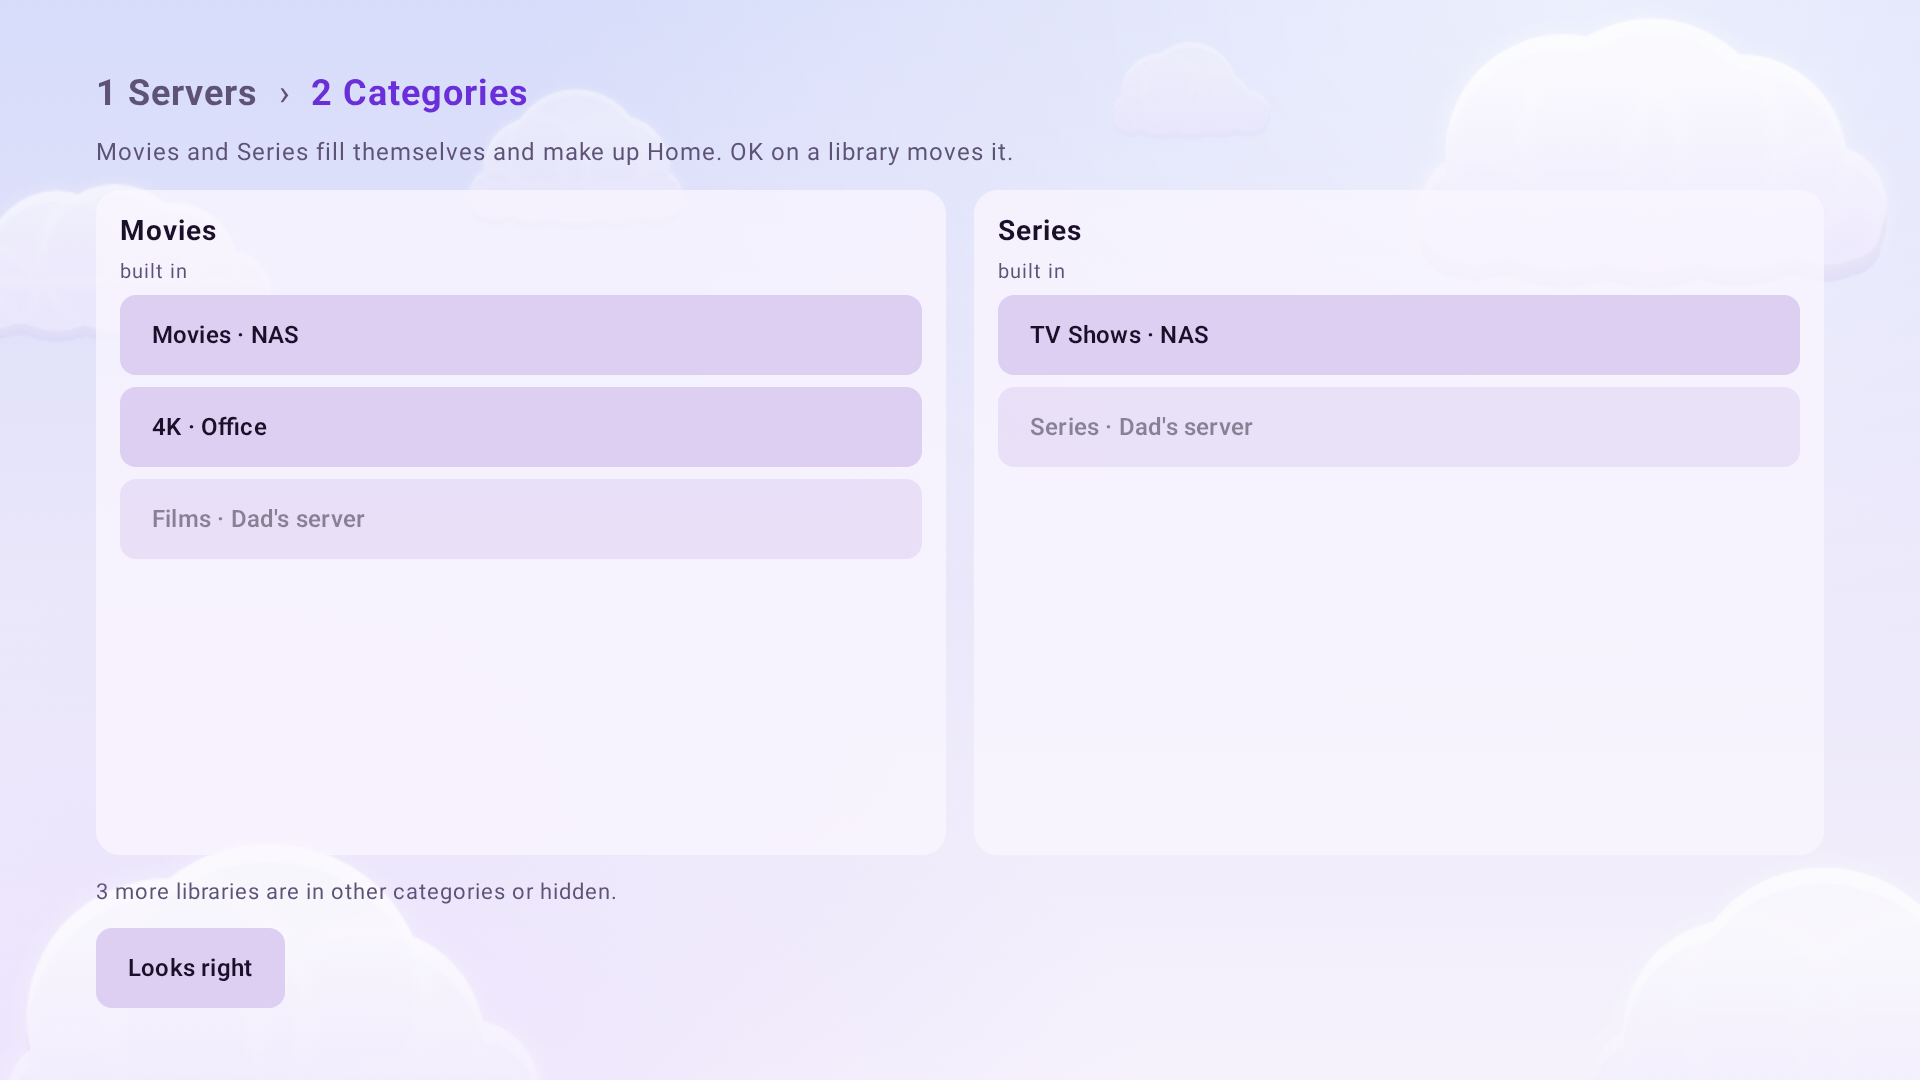 1 Servers › 2 Categories
Movies and Series fill themselves and make up Home. OK on a library moves it.
Movies
built in
Movies · NAS
4K · Office
Films · Dad's server
Series
built in
TV Shows · NAS
Series · Dad's server
3 more libraries are in other categories or hidden.
Looks right